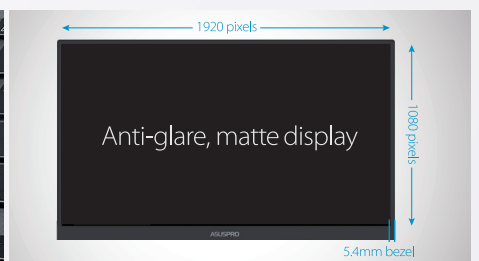 1920 pixels
Anti-glare, matte display
1080 pixels
ASUSPRO
5.4mm bezel